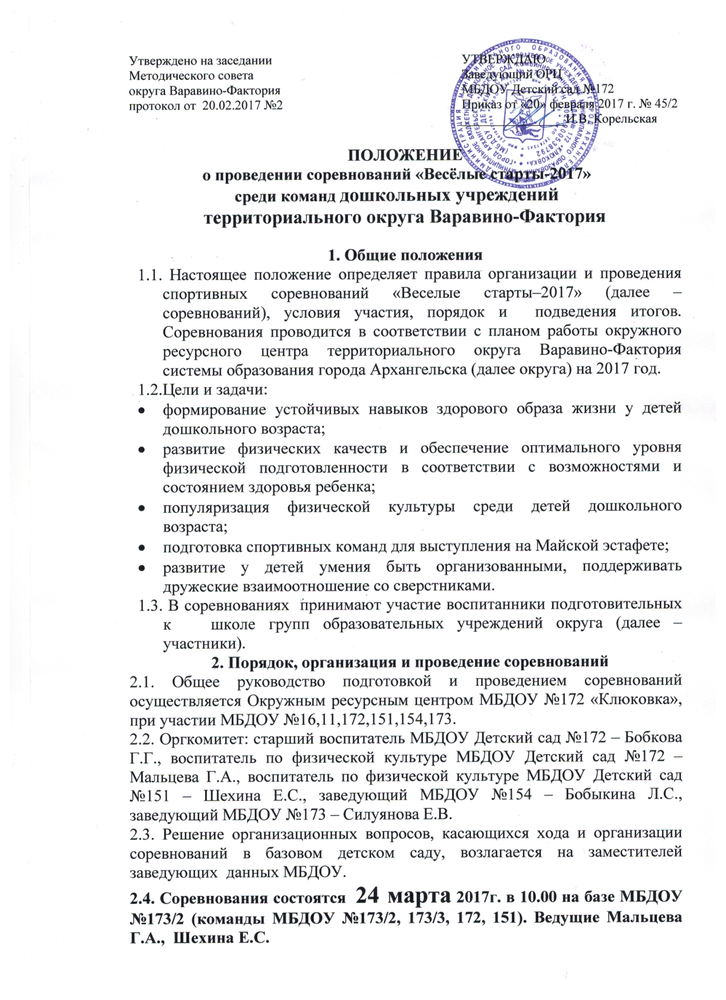 Утверждено на заседании
Методического совета
округа Варавино-Фактория
протокол от  20.02.2017 №2
УТВЕРЖДАЮ
Заведующий ОРЦ
МБДОУ Детский сад №172
Приказ от «20» февраля 2017 г. № 45/2
И.В. Корельская
ПОЛОЖЕНИЕ
о проведении соревнований «Весёлые старты-2017»
среди команд дошкольных учреждений
территориального округа Варавино-Фактория
1. Общие положения
1.1. Настоящее положение определяет правила организации и проведения
спортивных соревнований «Веселые старты–2017» (далее –
соревнований), условия участия, порядок и подведения итогов.
Соревнования проводится в соответствии с планом работы окружного
ресурсного центра территориального округа Варавино-Фактория
системы образования города Архангельска (далее округа) на 2017 год.
1.2.Цели и задачи:
• формирование устойчивых навыков здорового образа жизни у детей
дошкольного возраста;
• развитие физических качеств и обеспечение оптимального уровня
физической подготовленности в соответствии с возможностями и
состоянием здоровья ребенка;
• популяризация физической культуры среди детей дошкольного
возраста;
• подготовка спортивных команд для выступления на Майской эстафете;
• развитие у детей умения быть организованными, поддерживать
дружеские взаимоотношение со сверстниками.
1.3. В соревнованиях принимают участие воспитанники подготовительных
к школе групп образовательных учреждений округа (далее –
участники).
2. Порядок, организация и проведение соревнований
2.1. Общее руководство подготовкой и проведением соревнований
осуществляется Окружным ресурсным центром МБДОУ №172 «Клюковка»,
при участии МБДОУ №16,11,172,151,154,173.
2.2. Оргкомитет: старший воспитатель МБДОУ Детский сад №172 – Бобкова
Г.Г., воспитатель по физической культуре МБДОУ Детский сад №172 –
Мальцева Г.А., воспитатель по физической культуре МБДОУ Детский сад
№151 – Шехина Е.С., заведующий МБДОУ №154 – Бобыкина Л.С.,
заведующий МБДОУ №173 – Силуянова Е.В.
2.3. Решение организационных вопросов, касающихся хода и организации
соревнований в базовом детском саду, возлагается на заместителей
заведующих данных МБДОУ.
2.4. Соревнования состоятся 24 марта 2017г. в 10.00 на базе МБДОУ
№173/2 (команды МБДОУ №173/2, 173/3, 172, 151). Ведущие Мальцева
Г.А., Шехина Е.С.